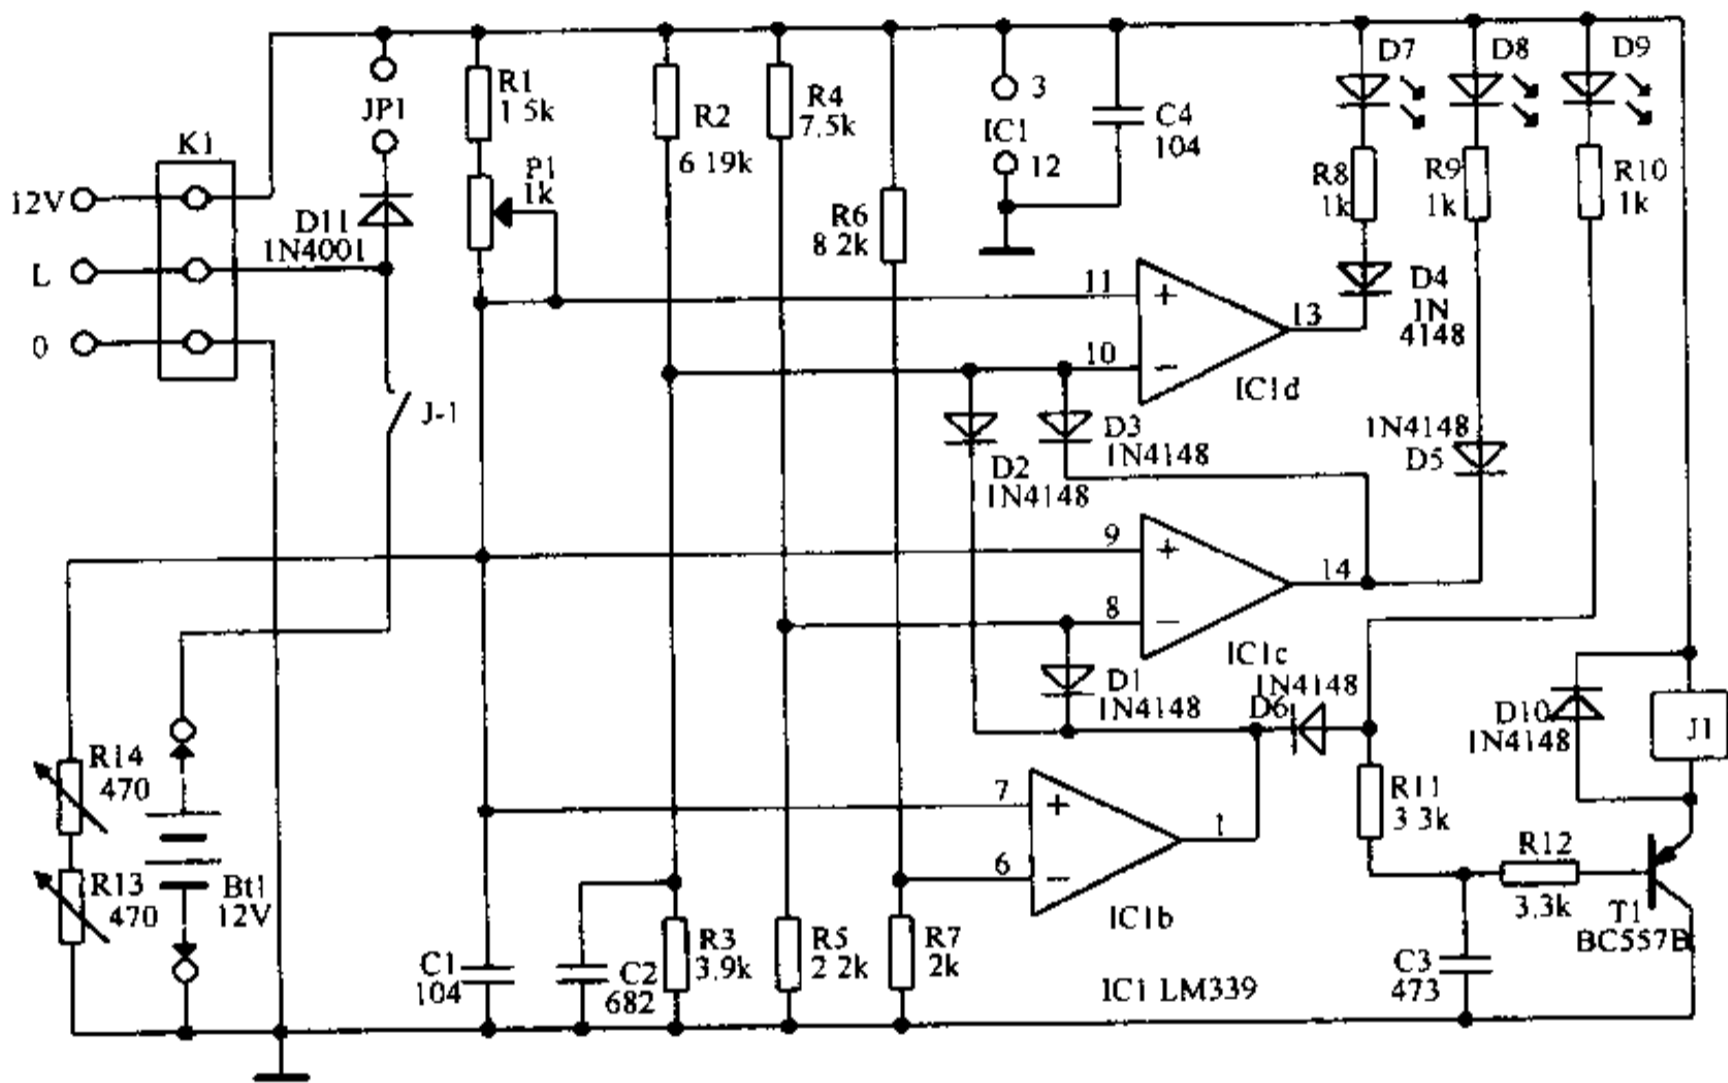 D7
D8
D9
R1
1 5k
JP1
R2
6 19k
R4
7.5k
3
IC1
12
C4
104
K1
P1
1k
R8
1k
R9
1k
R10
1k
12V
D11
1N4001
R6
8 2k
L
0
11
+
13
D4
1N
4148
10
−
IC1d
J-1
D3
1N4148
D2
1N4148
1N4148
D5
9
+
14
8
−
IC1c
1N4148
D6
D1
1N4148
D10
1N4148
J1
R14
470
7
+
1
R11
3 3k
6
−
IC1b
R12
3.3k
T1
BC557B
R13
470
Bt1
12V
C1
104
C2
682
R3
3.9k
R5
2 2k
R7
2k
C3
473
IC1 LM339